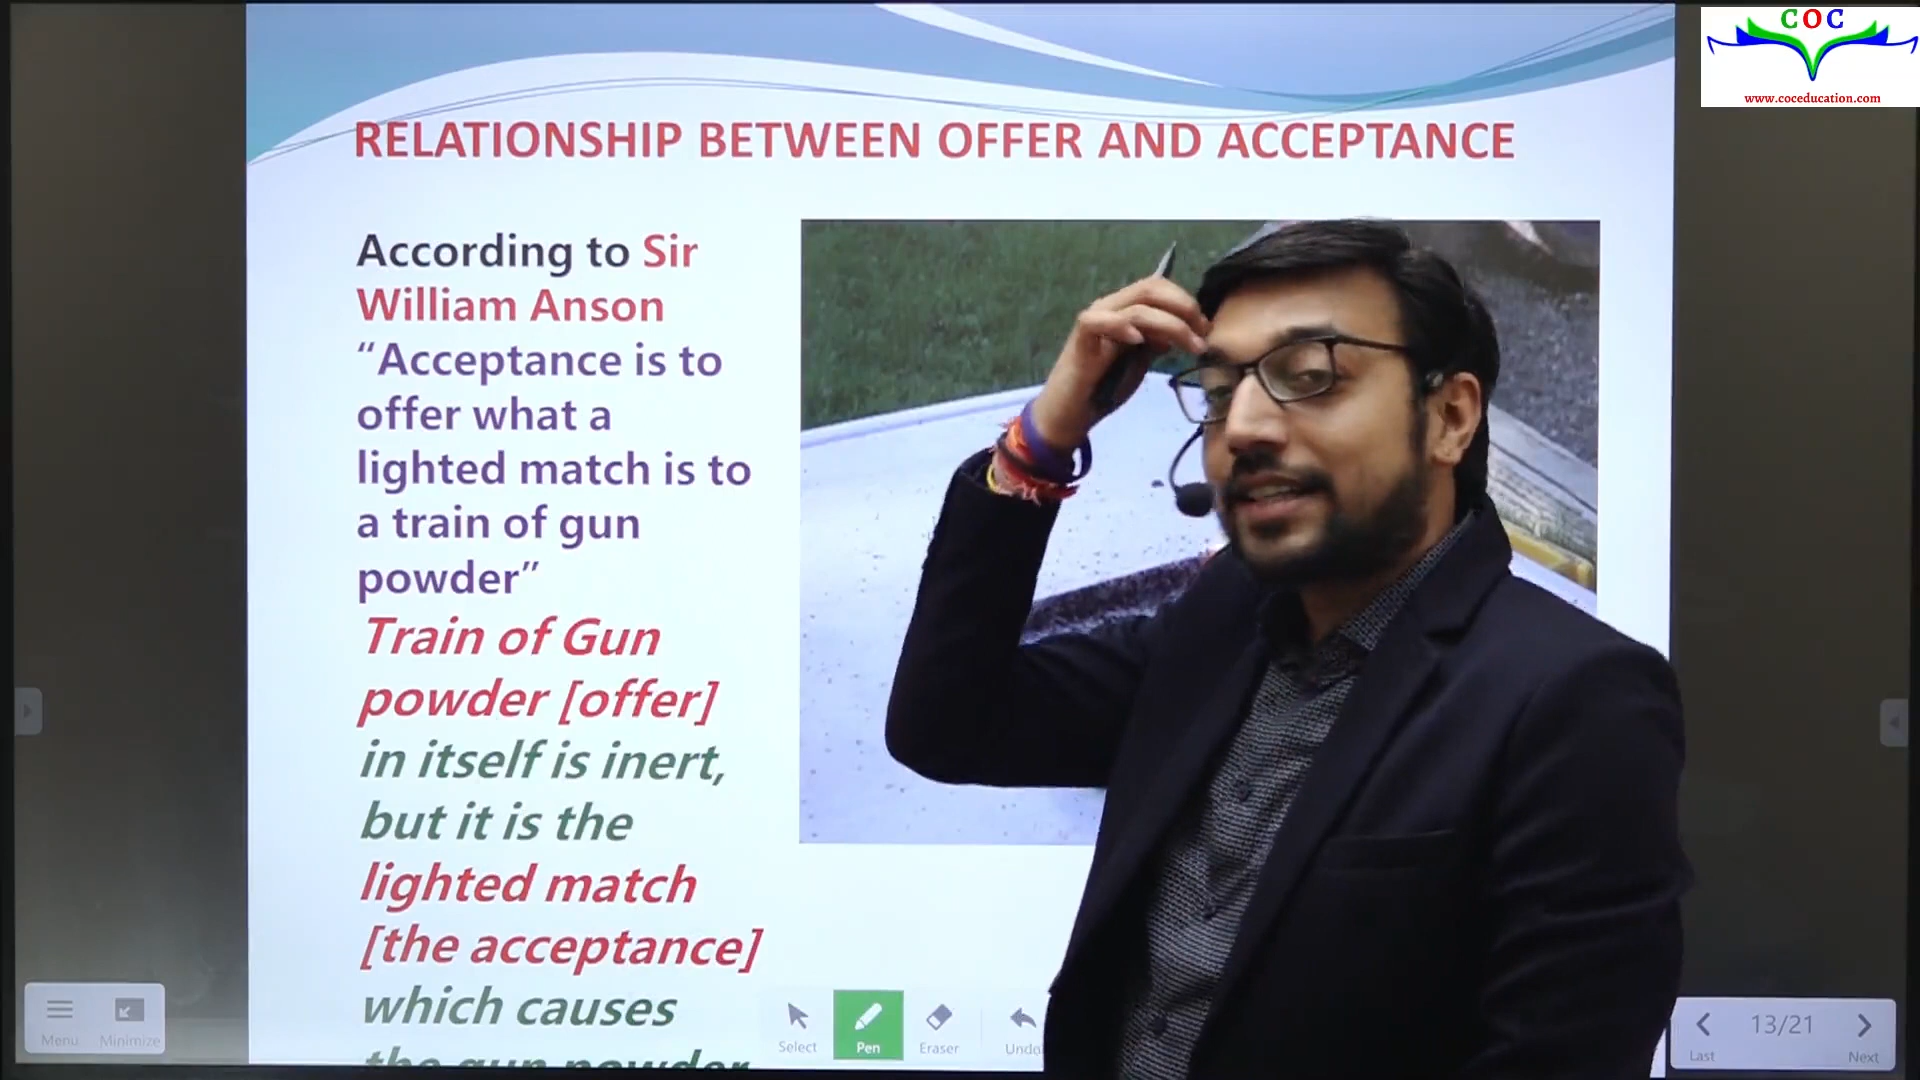 COC
www.coceducation.com
RELATIONSHIP BETWEEN OFFER AND ACCEPTANCE
According to Sir
William Anson
“Acceptance is to
offer what a
lighted match is to
a train of gun
powder”
Train of Gun
powder [offer]
in itself is inert,
but it is the
lighted match
[the acceptance]
which causes
the gun powder
Menu
Minimize
Select
Pen
Eraser
Undo
13/21
Last
Next